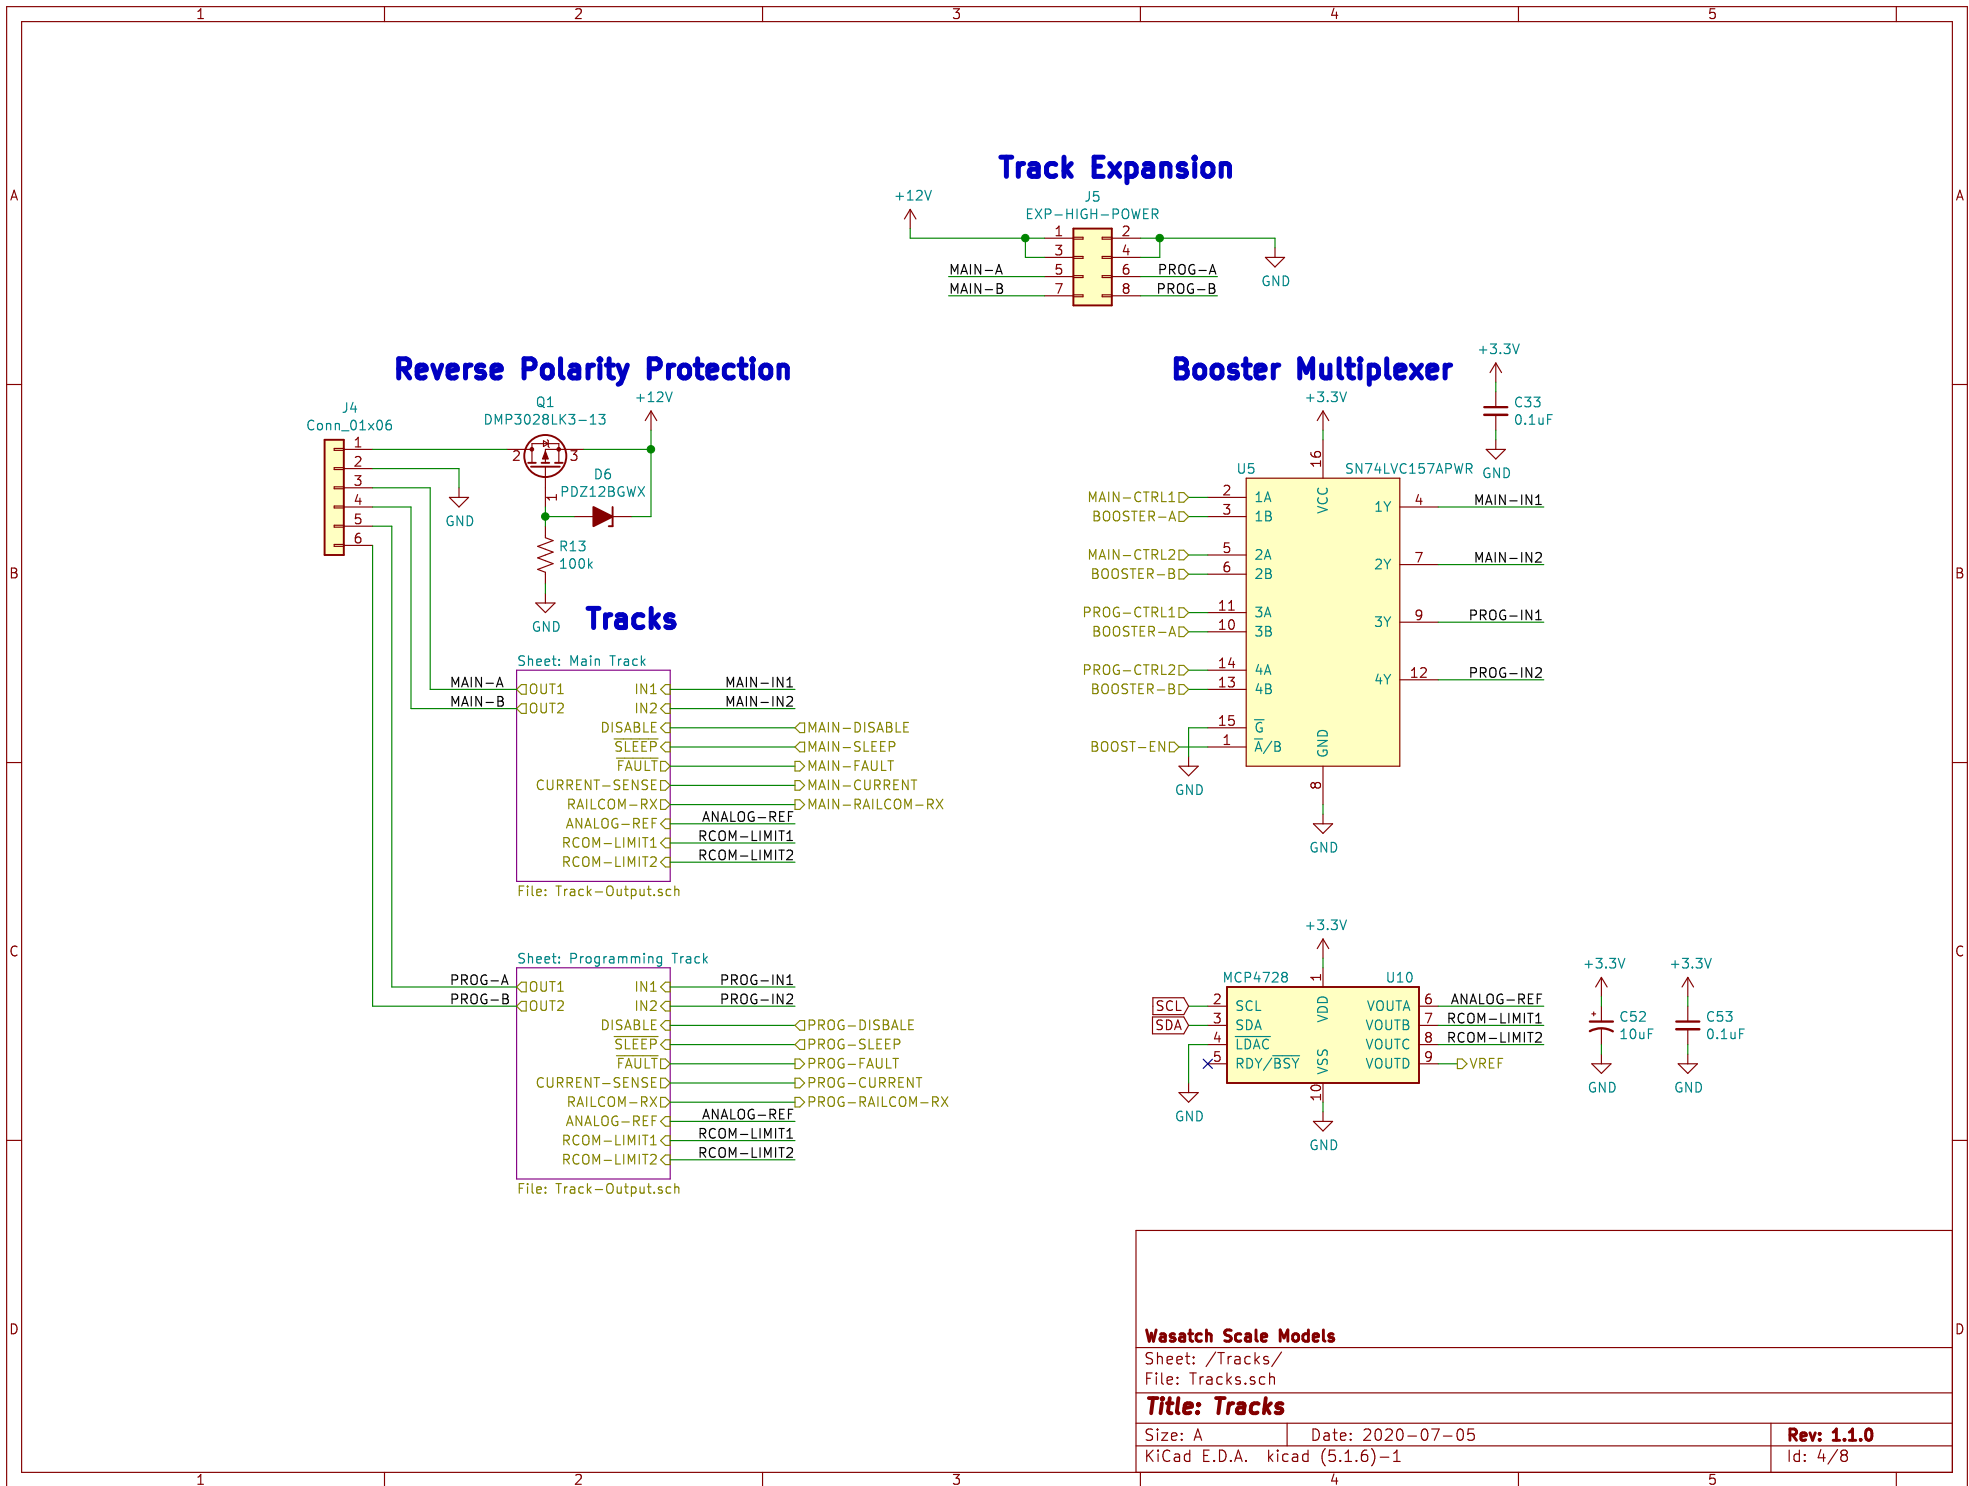 1 2 3 4 5
A
B
C
D
A
B
C
D
Track Expansion
+12V
J5
EXP-HIGH-POWER
1 2
3 4
MAIN-A 5 6 PROG-A
MAIN-B 7 8 PROG-B
GND
Reverse Polarity Protection
J4
Conn_01x06
1
2
3
4
5
6
Q1
DMP3028LK3-13
2 3
1
+12V
D6
PDZ12BGWX
GND
R13
100k
GND
Tracks
Sheet: Main Track
MAIN-A OUT1 IN1 MAIN-IN1
MAIN-B OUT2 IN2 MAIN-IN2
DISABLE MAIN-DISABLE
SLEEP MAIN-SLEEP
FAULT MAIN-FAULT
CURRENT-SENSE MAIN-CURRENT
RAILCOM-RX MAIN-RAILCOM-RX
ANALOG-REF ANALOG-REF
RCOM-LIMIT1 RCOM-LIMIT1
RCOM-LIMIT2 RCOM-LIMIT2
File: Track-Output.sch
Sheet: Programming Track
PROG-A OUT1 IN1 PROG-IN1
PROG-B OUT2 IN2 PROG-IN2
DISABLE PROG-DISBALE
SLEEP PROG-SLEEP
FAULT PROG-FAULT
CURRENT-SENSE PROG-CURRENT
RAILCOM-RX PROG-RAILCOM-RX
ANALOG-REF ANALOG-REF
RCOM-LIMIT1 RCOM-LIMIT1
RCOM-LIMIT2 RCOM-LIMIT2
File: Track-Output.sch
Booster Multiplexer
+3.3V
C33
0.1uF
GND
+3.3V
16
VCC
U5
SN74LVC157APWR
MAIN-CTRL1 2 1A
BOOSTER-A 3 1B
1Y 4 MAIN-IN1
MAIN-CTRL2 5 2A
BOOSTER-B 6 2B
2Y 7 MAIN-IN2
PROG-CTRL1 11 3A
BOOSTER-A 10 3B
3Y 9 PROG-IN1
PROG-CTRL2 14 4A
BOOSTER-B 13 4B
4Y 12 PROG-IN2
15 G
BOOST-EN 1 A/B
GND
GND
8
GND
+3.3V
1
VDD
MCP4728 U10
SCL 2 SCL VOUTA 6 ANALOG-REF
SDA 3 SDA VOUTB 7 RCOM-LIMIT1
4 LDAC VOUTC 8 RCOM-LIMIT2
5 RDY/BSY VOUTD 9 VREF
VSS
10
GND
GND
+3.3V
+
C52
10uF
GND
+3.3V
C53
0.1uF
GND
Wasatch Scale Models
Sheet: /Tracks/
File: Tracks.sch
Title: Tracks
Size: A Date: 2020-07-05 Rev: 1.1.0
KiCad E.D.A. kicad (5.1.6)-1 Id: 4/8
1 2 3 4 5